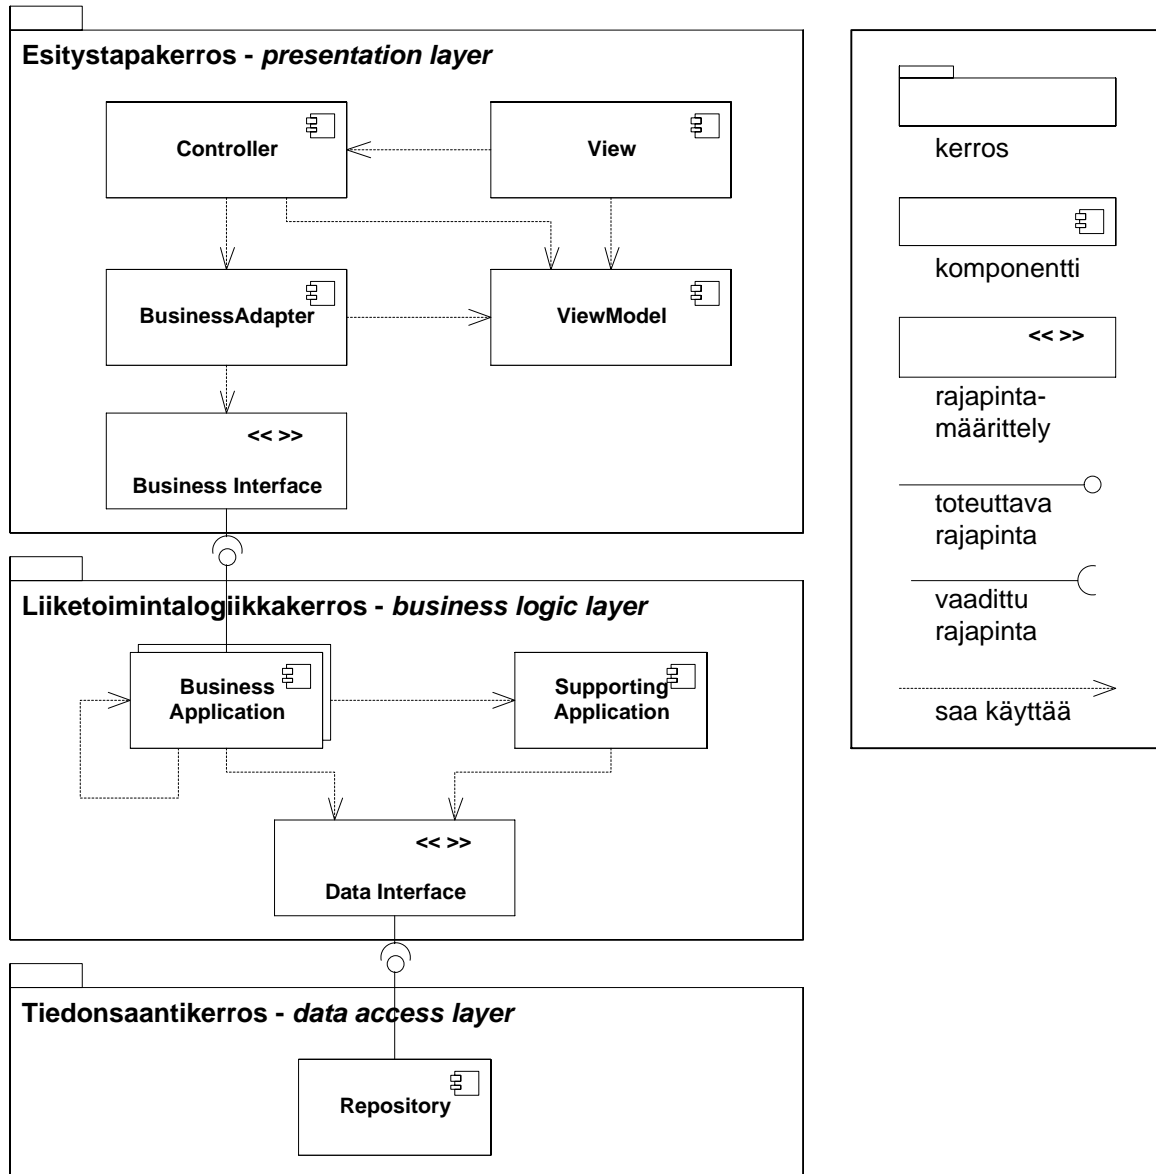 Esitystapakerros - presentation layer
Controller
View
BusinessAdapter
ViewModel
<< >>
Business Interface
Liiketoimintalogiikkakerros - business logic layer
Business
Application
Supporting
Application
<< >>
Data Interface
Tiedonsaantikerros - data access layer
Repository
kerros
komponentti
<< >>
rajapinta-
määrittely
toteuttava
rajapinta
vaadittu
rajapinta
saa käyttää